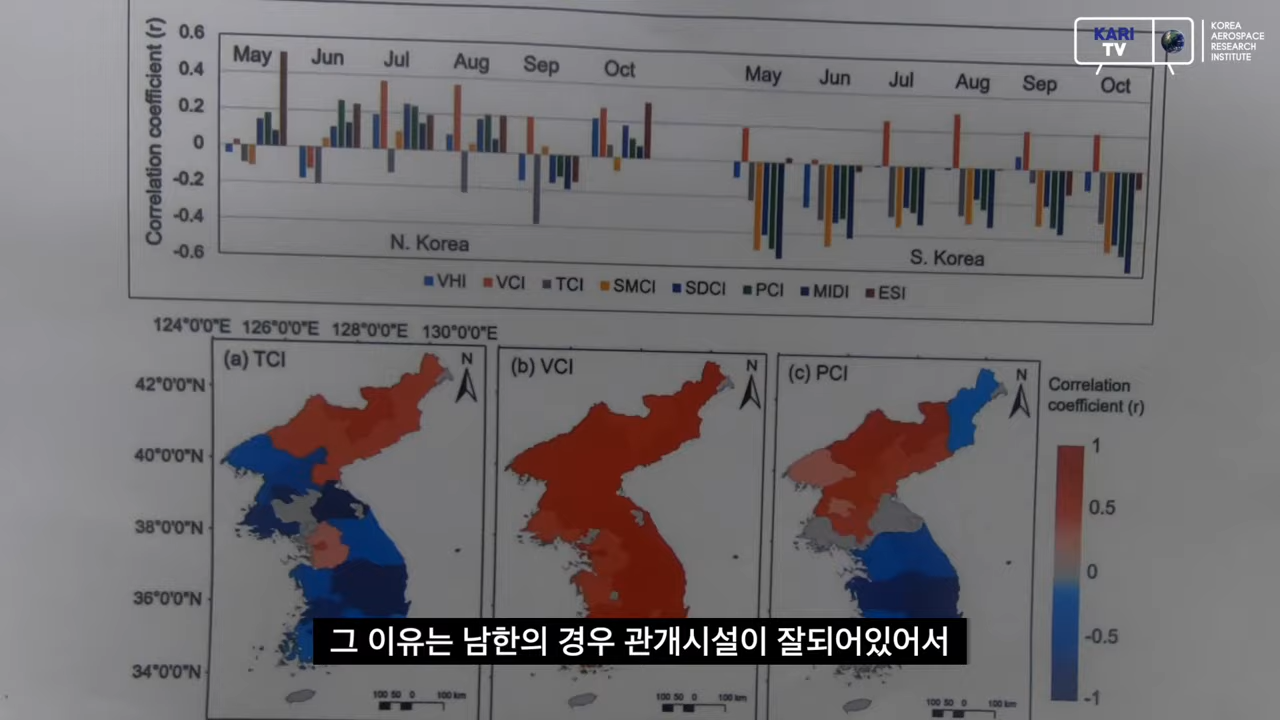 KARI
TV
KOREA
AEROSPACE
RESEARCH
INSTITUTE
Correlation coefficient (r)
0.6
0.4
0.2
0
-0.2
-0.4
-0.6
May Jun Jul Aug Sep Oct
May Jun Jul Aug Sep Oct
N. Korea
S. Korea
VHI VCI TCI SMCI SDCI PCI MIDI ESI
124°0'0"E 126°0'0"E 128°0'0"E 130°0'0"E
42°0'0"N
40°0'0"N
38°0'0"N
36°0'0"N
34°0'0"N
(a) TCI
N
100 50 0 100 km
(b) VCI
N
100 50 0 100 km
(c) PCI
N
100 50 0 100 km
Correlation
coefficient (r)
1
0.5
0
-0.5
-1
그 이유는 남한의 경우 관개시설이 잘되어있어서